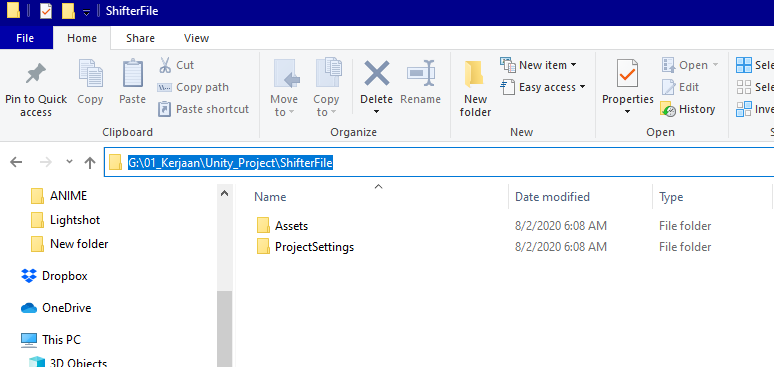 ShifterFile
File Home Share View
Pin to Quick access
Copy
Paste
Cut
Copy path
Paste shortcut
Clipboard
Move to
Copy to
Delete
Rename
Organize
New folder
New item
Easy access
New
Properties
Open
Edit
History
Open
Sele
Sele
Inve
G:\01_Kerjaan\Unity_Project\ShifterFile
ANIME
Lightshot
New folder
Dropbox
OneDrive
This PC
3D Objects
Name Date modified Type
Assets 8/2/2020 6:08 AM File folder
ProjectSettings 8/2/2020 6:08 AM File folder